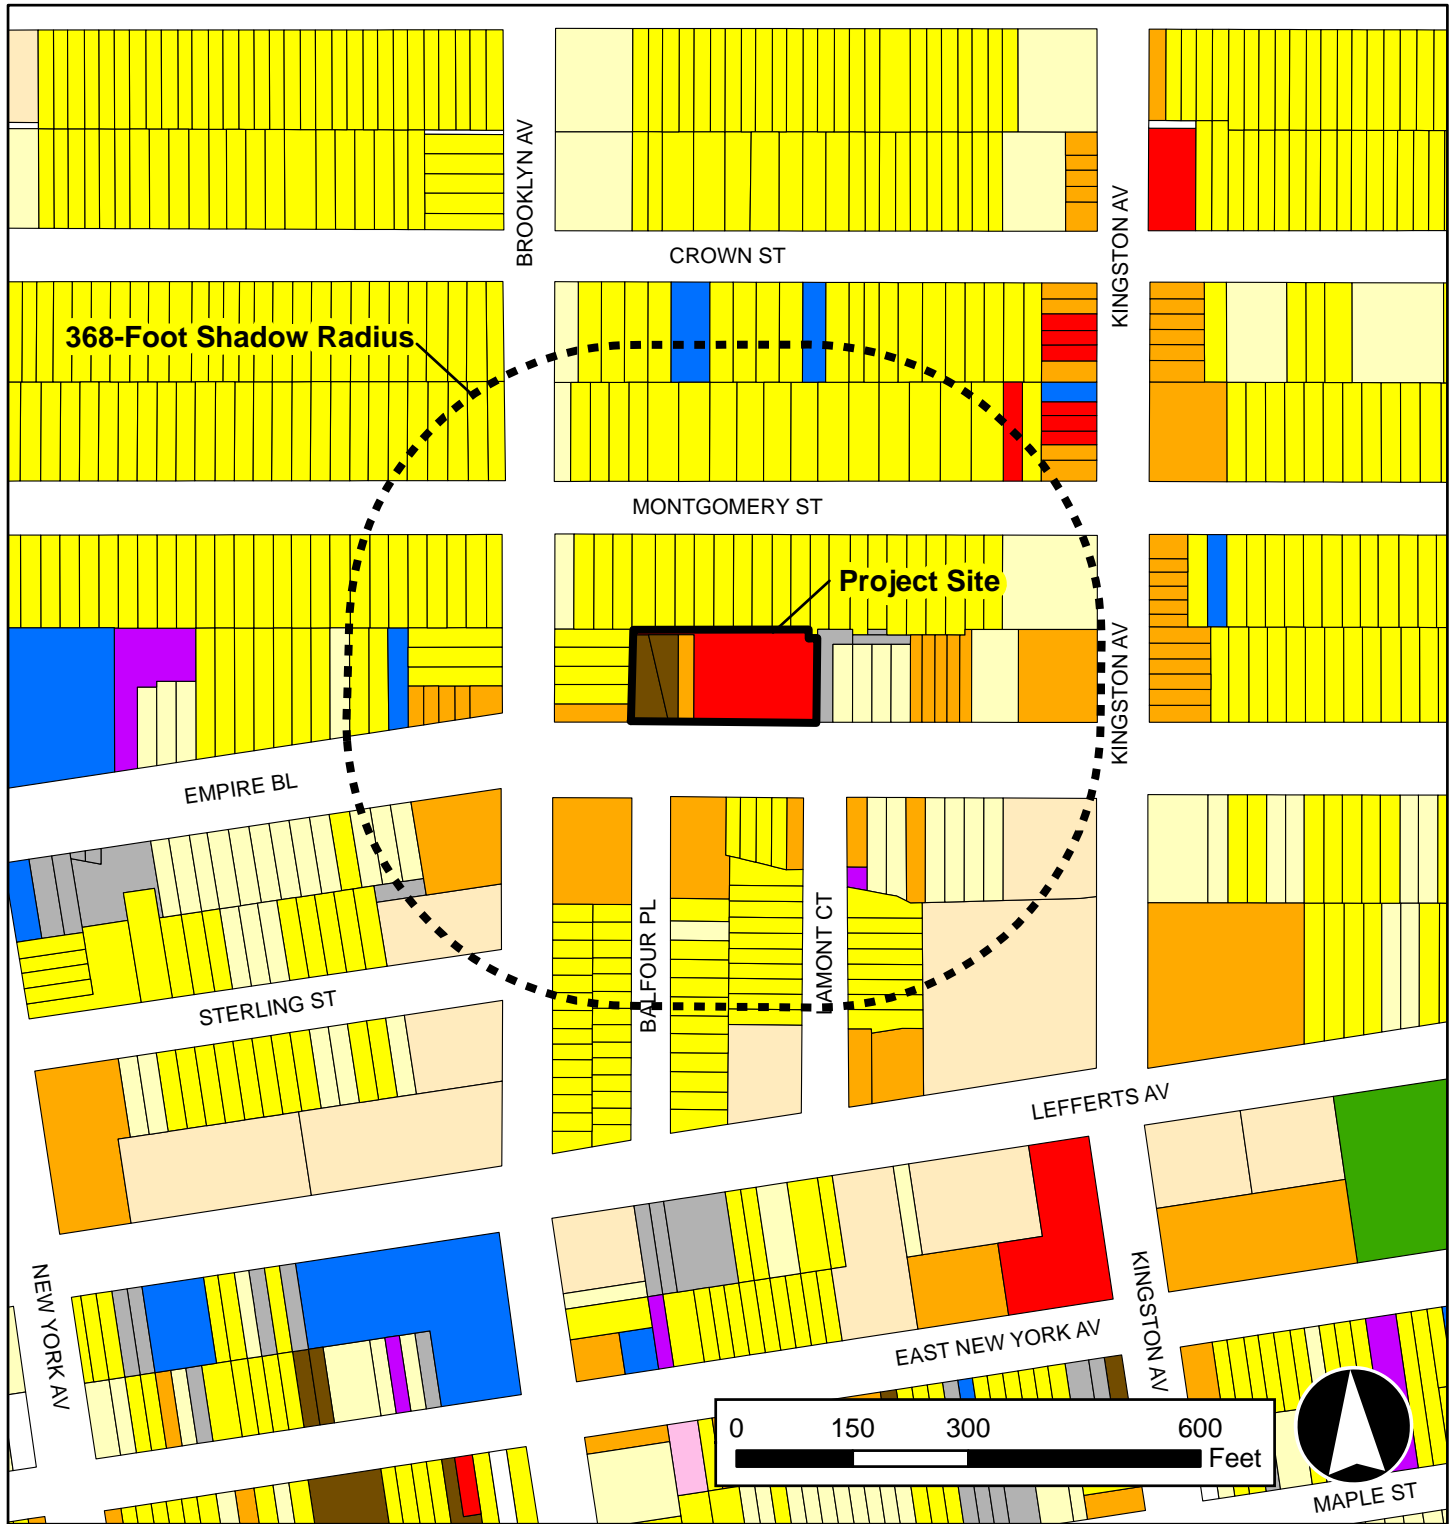 BROOKLYN AV
KINGSTON AV
CROWN ST
368-Foot Shadow Radius
MONTGOMERY ST
Project Site
KINGSTON AV
EMPIRE BL
BALFOUR PL
LAMONT CT
STERLING ST
LEFFERTS AV
NEW YORK AV
KINGSTON AV
EAST NEW YORK AV
0 150 300 600
Feet
MAPLE ST